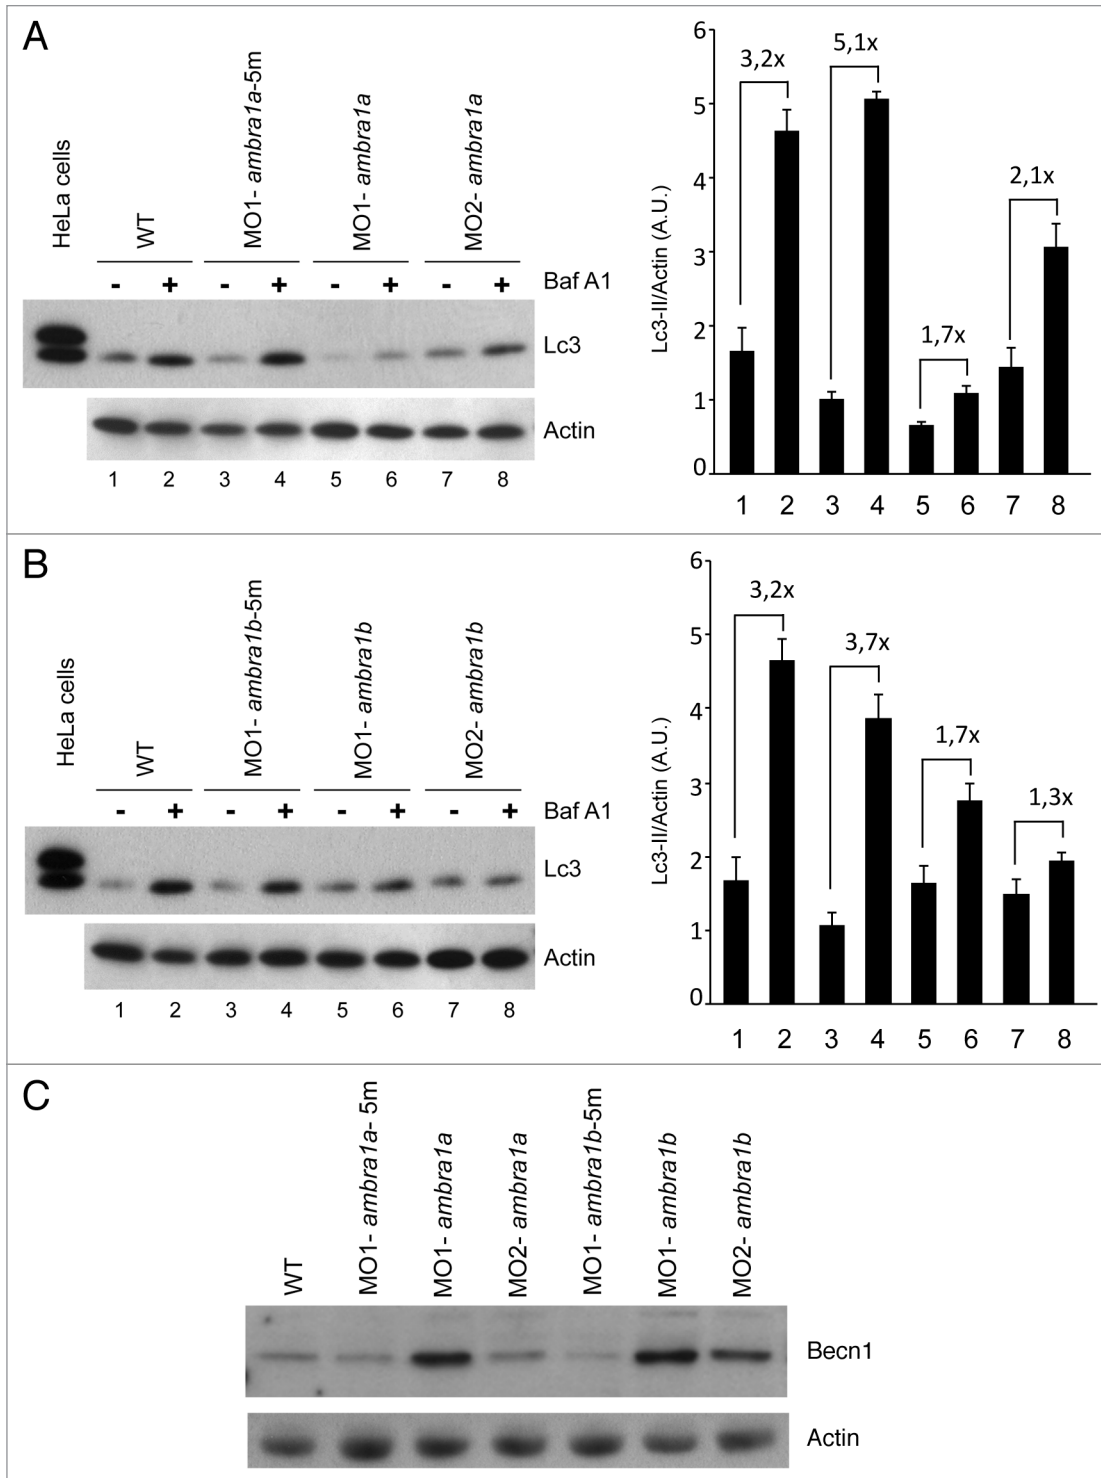 A
HeLa cells
WT
MO1- ambra1a-5m
MO1- ambra1a
MO2- ambra1a
- + - + - + - + Baf A1
Lc3
Actin
1 2 3 4 5 6 7 8
Lc3-II/Actin (A.U.)
6
5
4
3
2
1
0
3,2x
5,1x
1,7x
2,1x
1 2 3 4 5 6 7 8
B
HeLa cells
WT
MO1- ambra1b-5m
MO1- ambra1b
MO2- ambra1b
- + - + - + - + Baf A1
Lc3
Actin
1 2 3 4 5 6 7 8
Lc3-II/Actin (A.U.)
6
5
4
3
2
1
0
3,2x
3,7x
1,7x
1,3x
1 2 3 4 5 6 7 8
C
WT
MO1- ambra1a- 5m
MO1- ambra1a
MO2- ambra1a
MO1- ambra1b-5m
MO1- ambra1b
MO2- ambra1b
Becn1
Actin